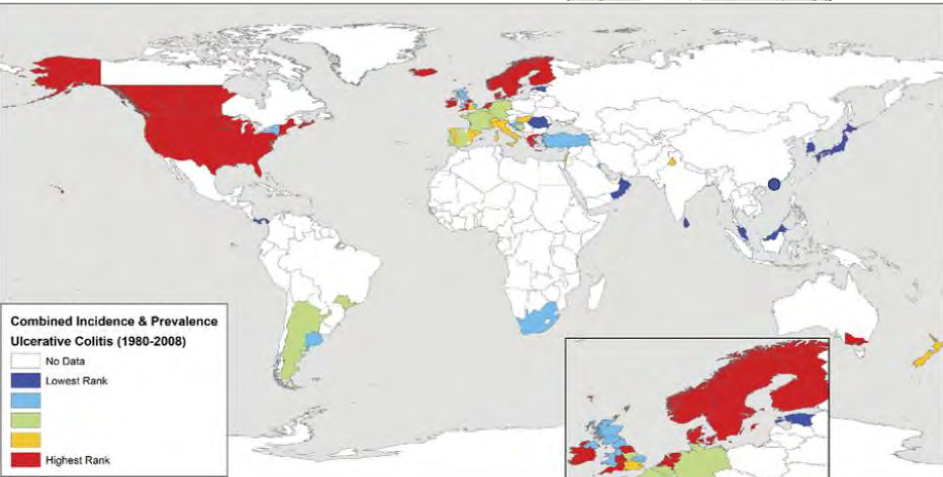 Combined Incidence & Prevalence
Ulcerative Colitis (1980-2008)
No Data
Lowest Rank
Highest Rank